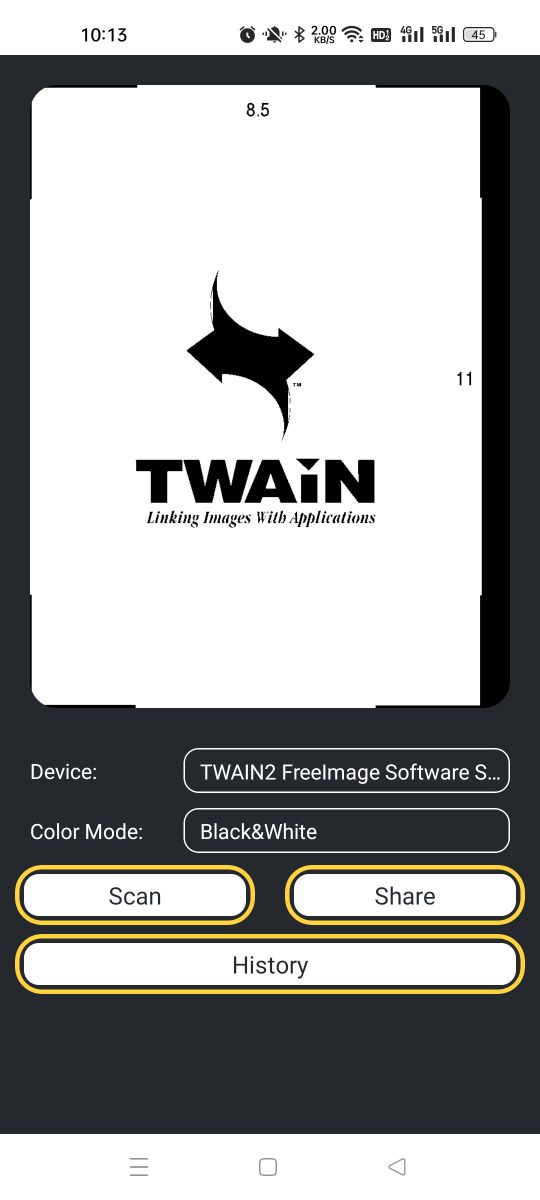 10:13 2.00 KB/S HD 4G 5G 45
8.5
11
TM
TWAIN
Linking Images With Applications
Device: TWAIN2 FreeImage Software S...
Color Mode: Black&White
Scan Share
History